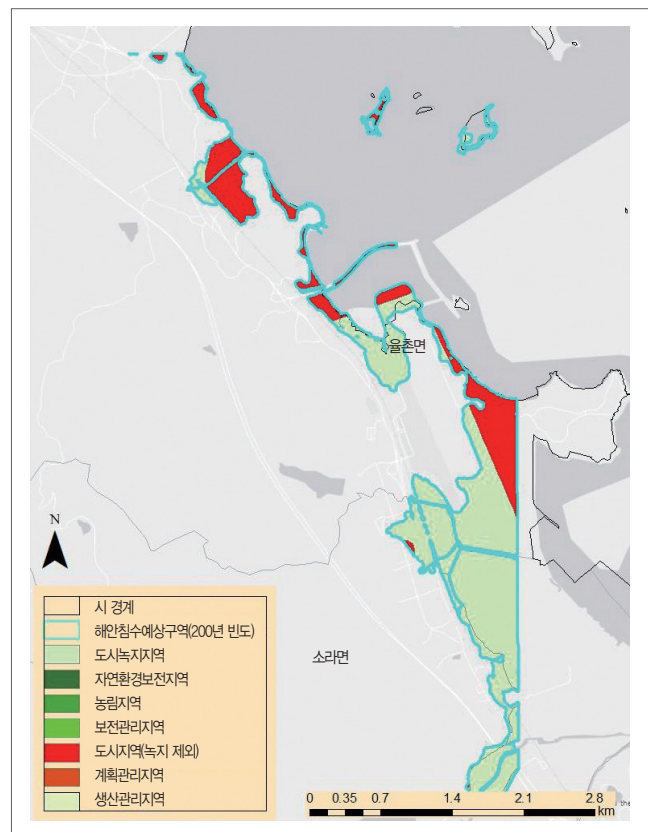 율촌면
N
소라면
시 경계
해안침수예상구역(200년 빈도)
도시녹지지역
자연환경보전지역
농림지역
보전관리지역
도시지역(녹지 제외)
계획관리지역
생산관리지역
0 0.35 0.7 1.4 2.1 2.8
km